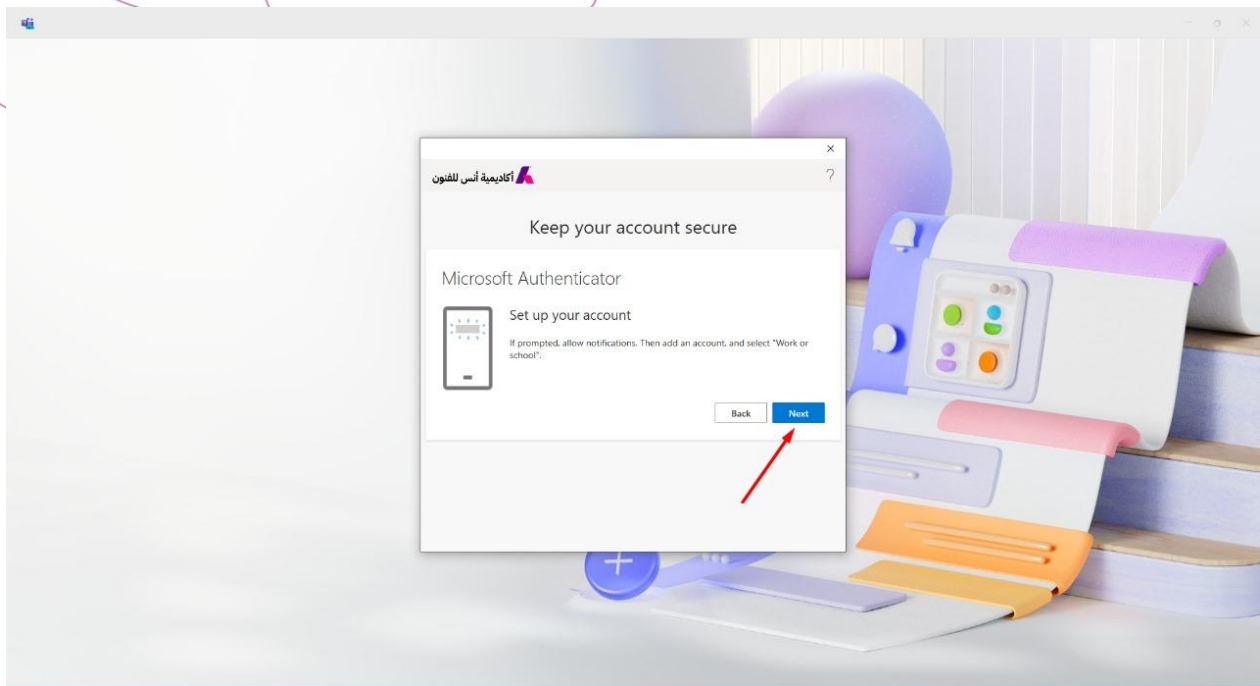 أكاديمية أنس للفنون
?
Keep your account secure
Microsoft Authenticator
Set up your account
If prompted, allow notifications. Then add an account, and select "Work or
school".
Back Next